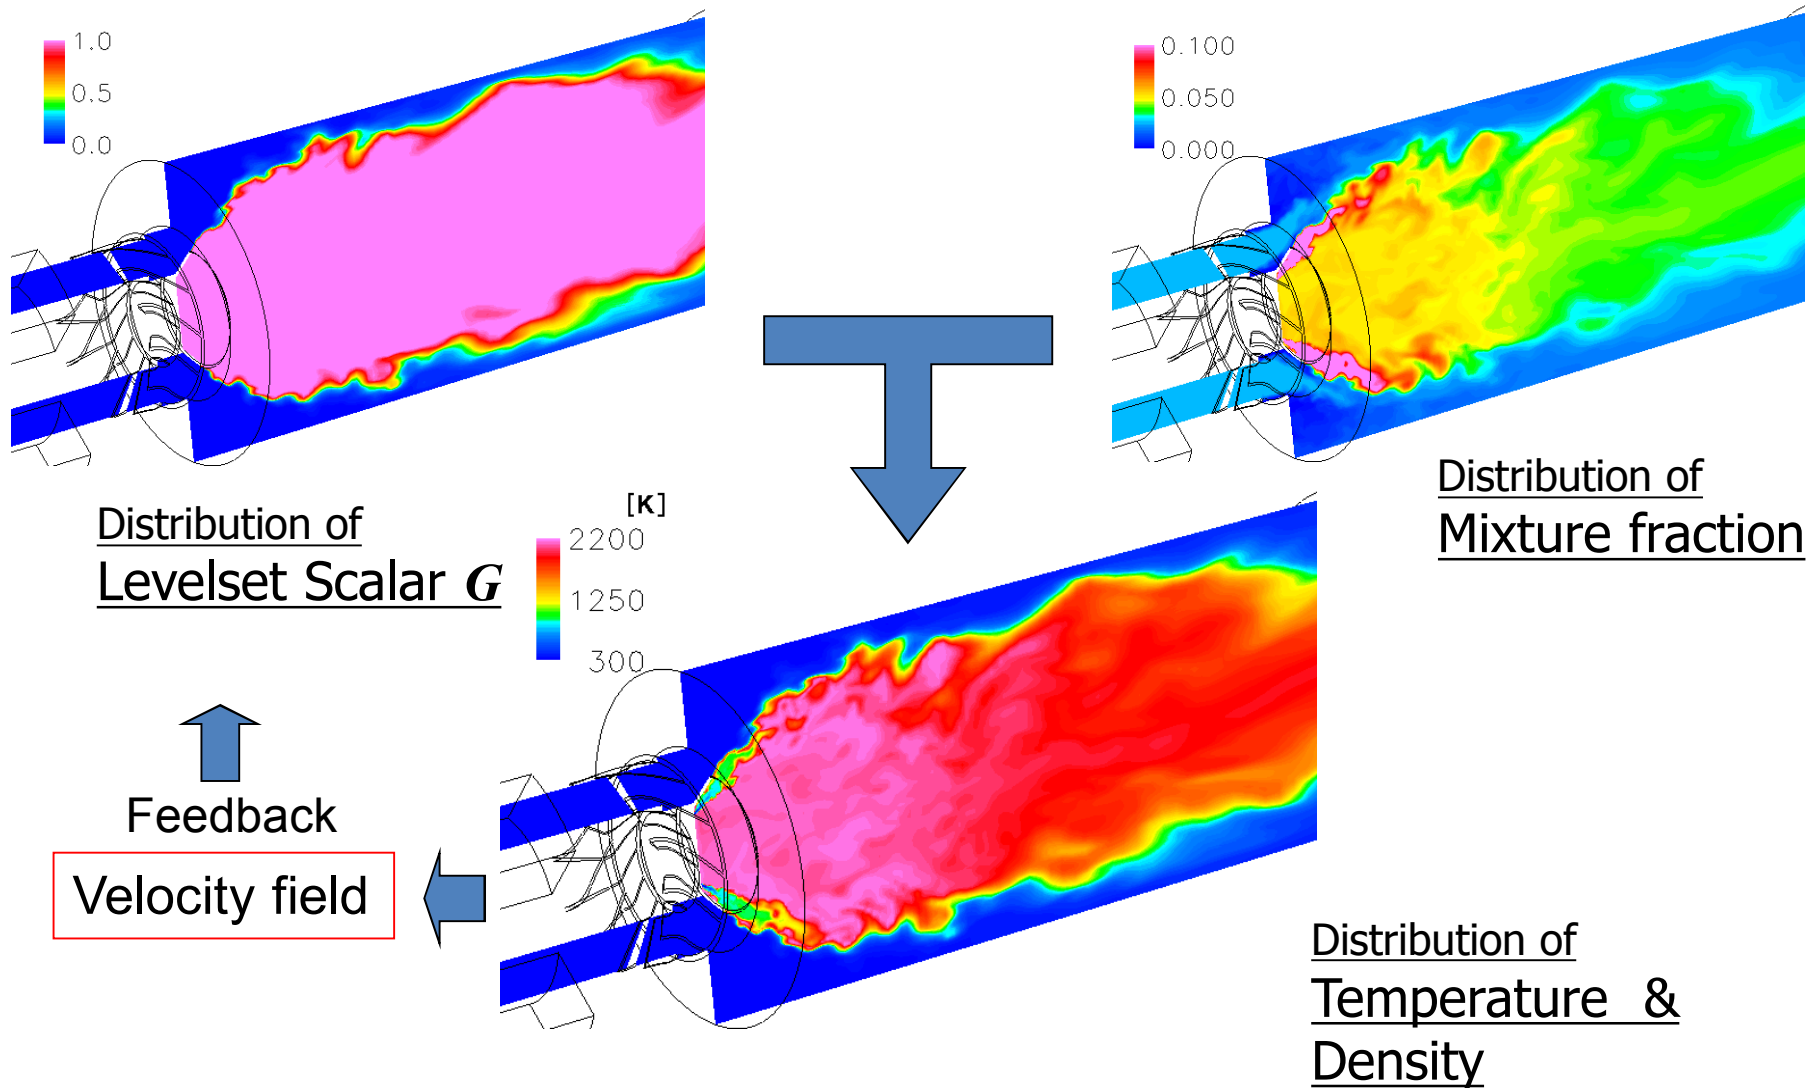 1.0
0.5
0.0
0.100
0.050
0.000
Distribution of
Levelset Scalar G
Distribution of
Mixture fraction
[K]
2200
1250
300
Feedback
Velocity field
Distribution of
Temperature &
Density